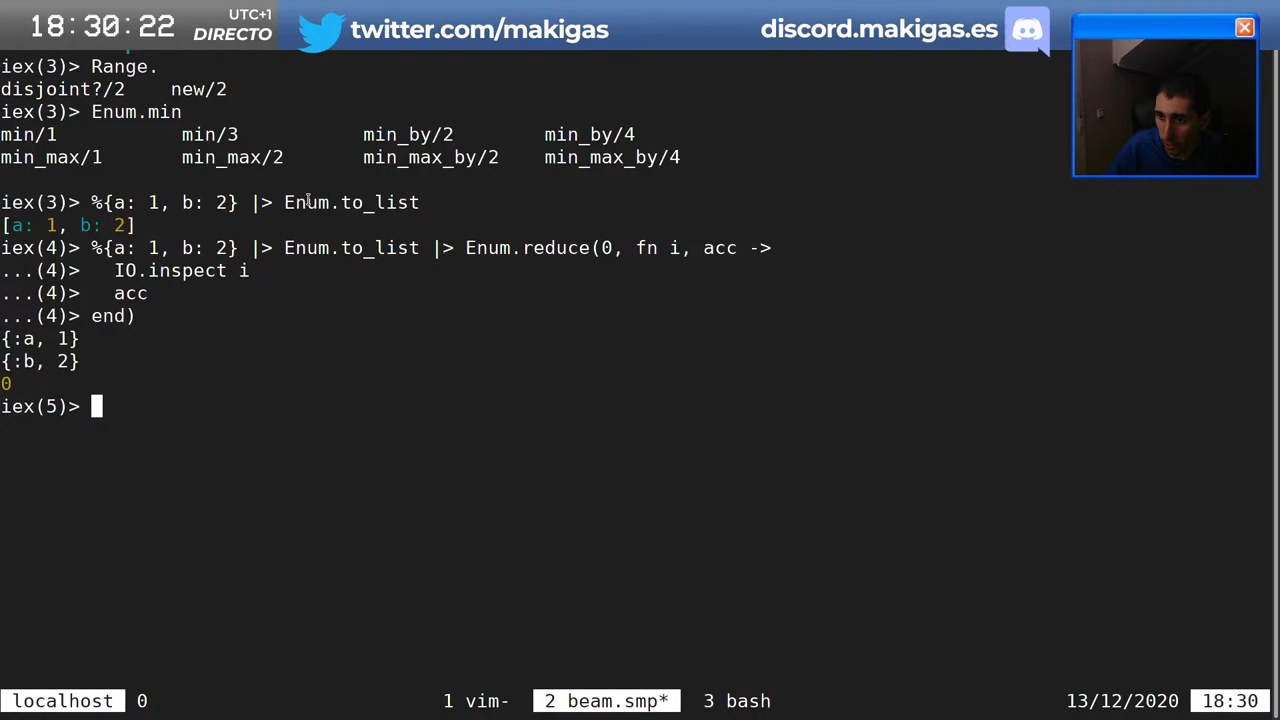 18:30:22
UTC+1
DIRECTO
twitter.com/makigas
discord.makigas.es
iex(3)> Range.
disjoint?/2    new/2
iex(3)> Enum.min
min/1           min/3           min_by/2        min_by/4
min_max/1       min_max/2       min_max_by/2    min_max_by/4
iex(3)> %{a: 1, b: 2} |> Enum.to_list
[a: 1, b: 2]
iex(4)> %{a: 1, b: 2} |> Enum.to_list |> Enum.reduce(0, fn i, acc ->
...(4)>   IO.inspect i
...(4)>   acc
...(4)> end)
{:a, 1}
{:b, 2}
0
iex(5)>
localhost 0 1 vim- 2 beam.smp* 3 bash 13/12/2020 18:30